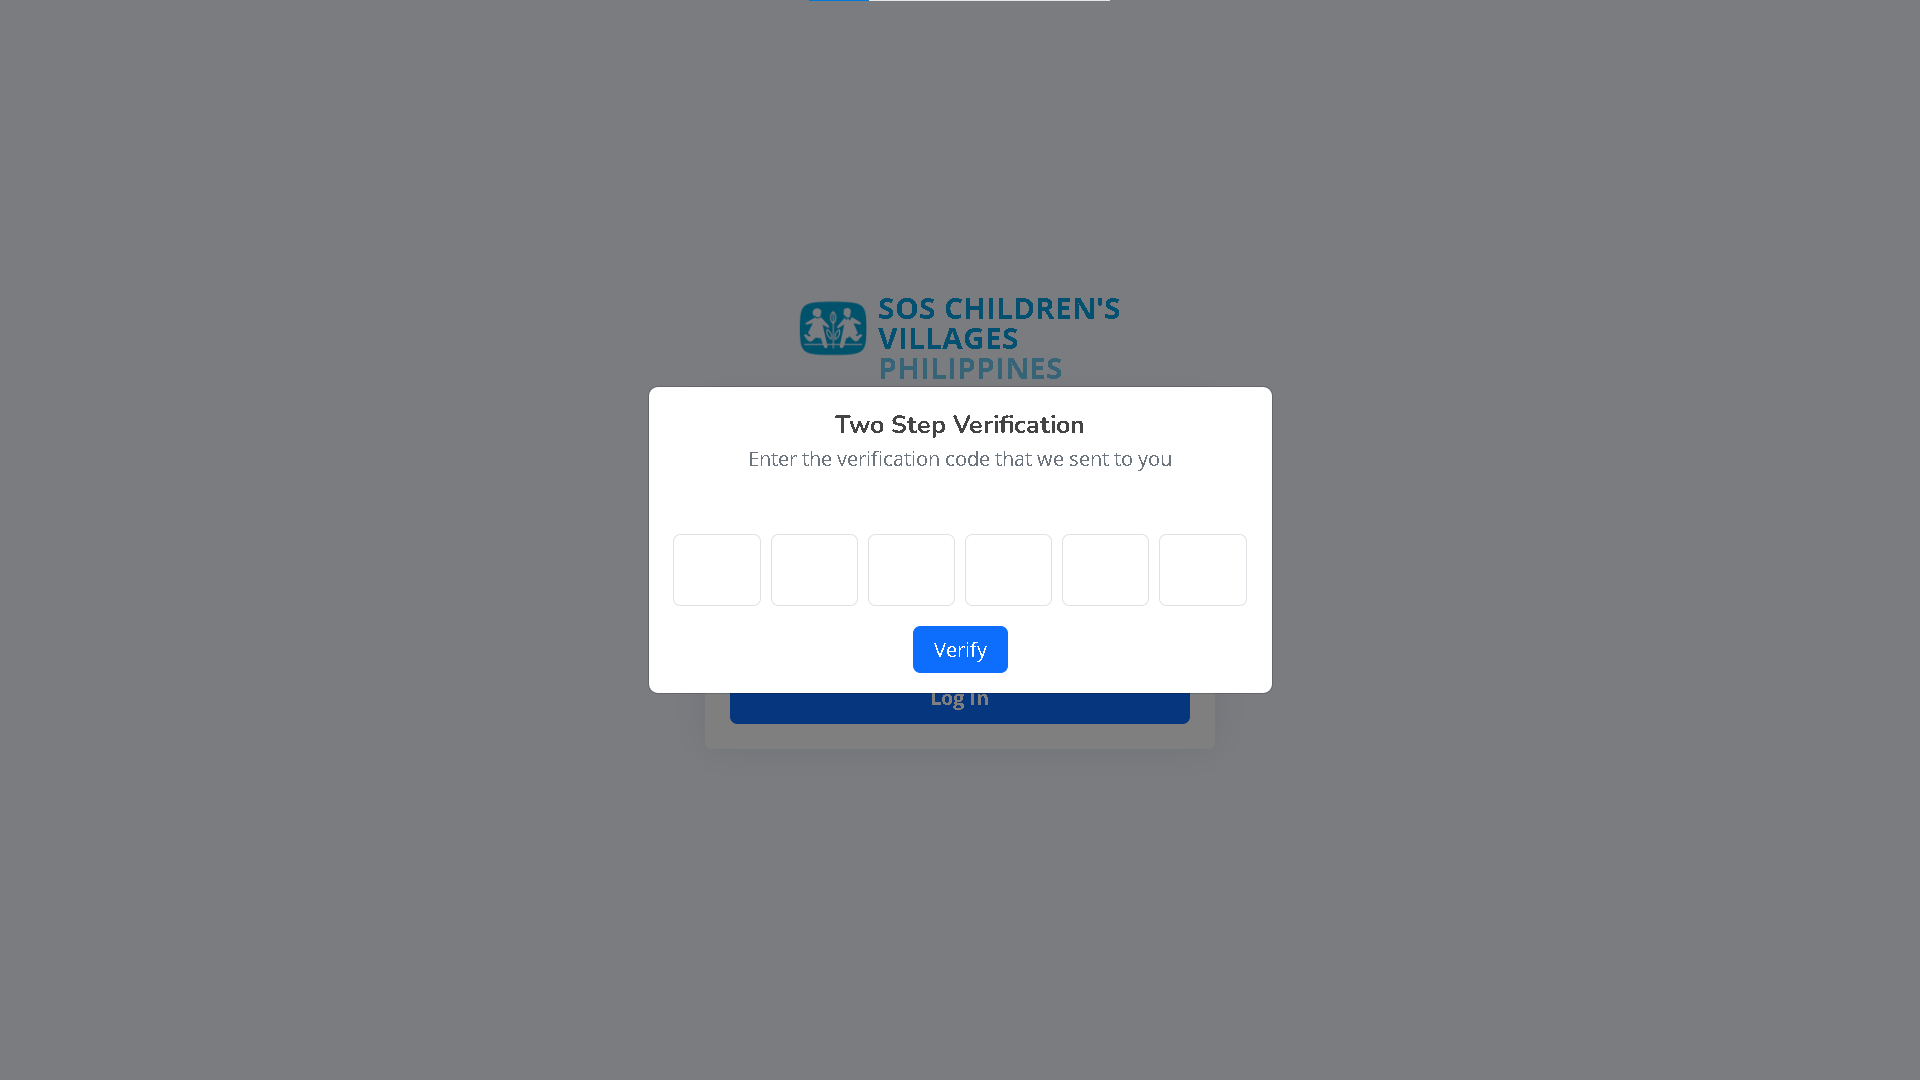 SOS CHILDREN'S
VILLAGES
PHILIPPINES
Two Step Verification
Enter the verification code that we sent to you
Verify
Log In